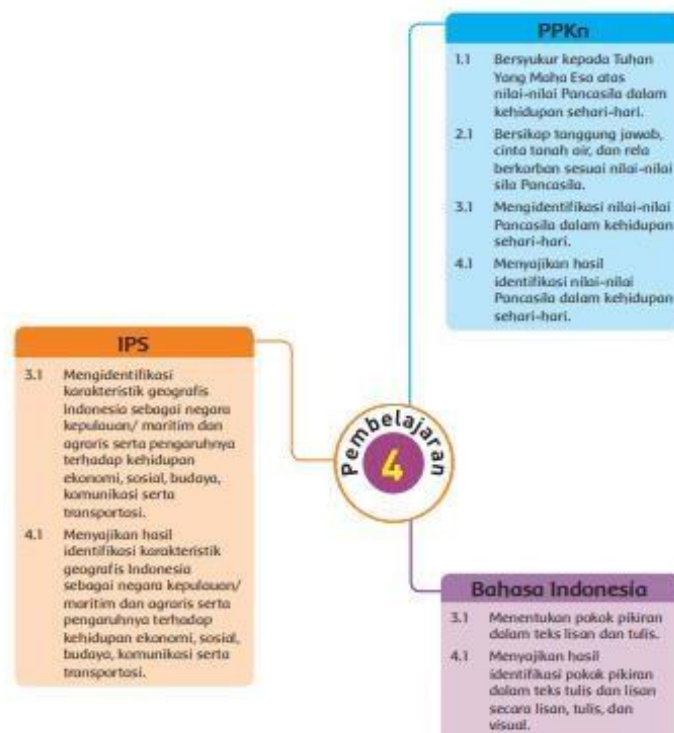 PPKn
1.1 Bersyukur kepada Tuhan
Yang Maha Esa atas
nilai-nilai Pancasila dalam
kehidupan sehari-hari.
2.1 Bersikap tanggung jawab,
cinta tanah air, dan rela
berkorban sesuai nilai-nilai
sila Pancasila.
3.1 Mengidentifikasi nilai-nilai
Pancasila dalam kehidupan
sehari-hari.
4.1 Menyajikan hasil
identifikasi nilai-nilai
Pancasila dalam kehidupan
sehari-hari.
IPS
3.1 Mengidentifikasi
karakteristik geografis
Indonesia sebagai negara
kepulauan/ maritim dan
agraris serta pengaruhnya
terhadap kehidupan
ekonomi, sosial, budaya,
komunikasi serta
transportasi.
4.1 Menyajikan hasil
identifikasi karakteristik
geografis Indonesia
sebagai negara kepulauan/
maritim dan agraris serta
pengaruhnya terhadap
kehidupan ekonomi, sosial,
budaya, komunikasi serta
transportasi.
Pembelajaran
4
Bahasa Indonesia
3.1 Menentukan pokok pikiran
dalam teks lisan dan tulis.
4.1 Menyajikan hasil
identifikasi pokok pikiran
dalam teks tulis dan lisan
secara lisan, tulis, dan
visual.